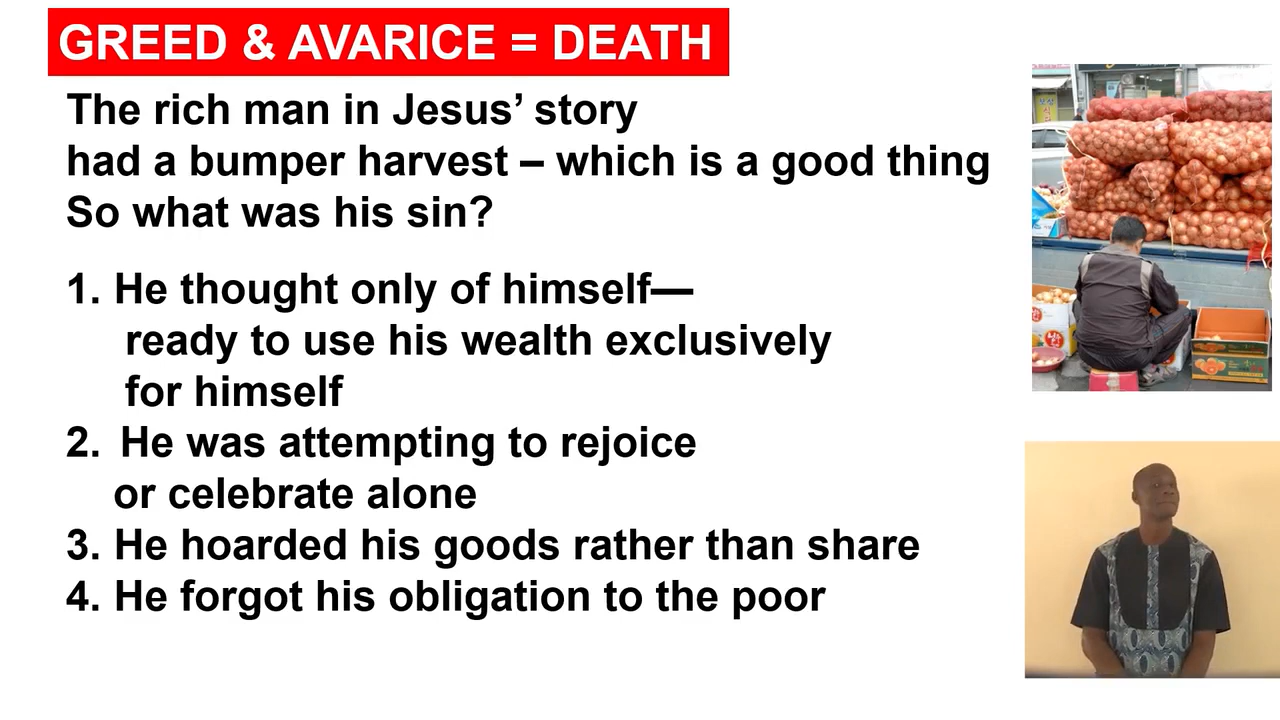 GREED & AVARICE = DEATH
The rich man in Jesus’ story
had a bumper harvest – which is a good thing
So what was his sin?
1. He thought only of himself—
ready to use his wealth exclusively
for himself
2. He was attempting to rejoice
or celebrate alone
3. He hoarded his goods rather than share
4. He forgot his obligation to the poor